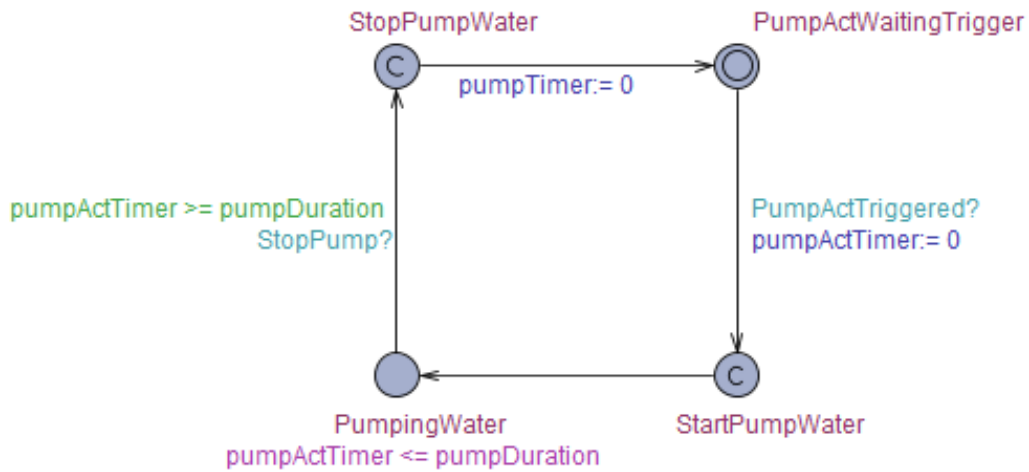 StopPumpWater
PumpActWaitingTrigger
C
pumpTimer:= 0
pumpActTimer >= pumpDuration
StopPump?
PumpActTriggered?
pumpActTimer:= 0
C
PumpingWater
pumpActTimer <= pumpDuration
StartPumpWater